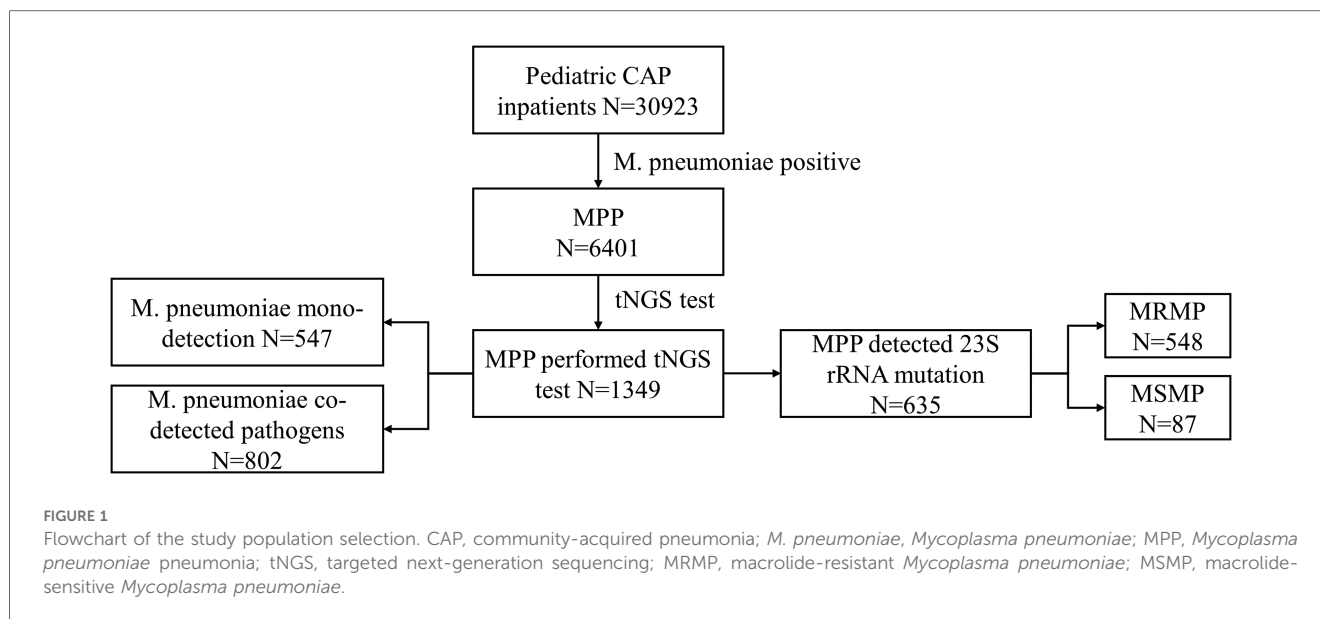 Pediatric CAP
inpatients N=30923
M. pneumoniae positive
MPP
N=6401
tNGS test
M. pneumoniae mono-
detection N=547
M. pneumoniae co-
detected pathogens
N=802
MPP performed tNGS
test N=1349
MPP detected 23S
rRNA mutation
N=635
MRMP
N=548
MSMP
N=87
FIGURE 1
Flowchart of the study population selection. CAP, community-acquired pneumonia; M. pneumoniae, Mycoplasma pneumoniae; MPP, Mycoplasma
pneumoniae pneumonia; tNGS, targeted next-generation sequencing; MRMP, macrolide-resistant Mycoplasma pneumoniae; MSMP, macrolide-
sensitive Mycoplasma pneumoniae.